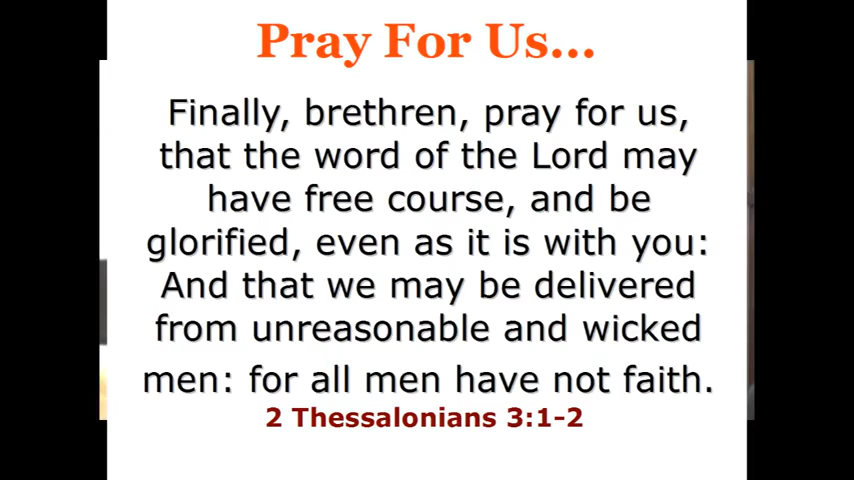 Pray For Us...
Finally, brethren, pray for us,
that the word of the Lord may
have free course, and be
glorified, even as it is with you:
And that we may be delivered
from unreasonable and wicked
men: for all men have not faith.
2 Thessalonians 3:1-2